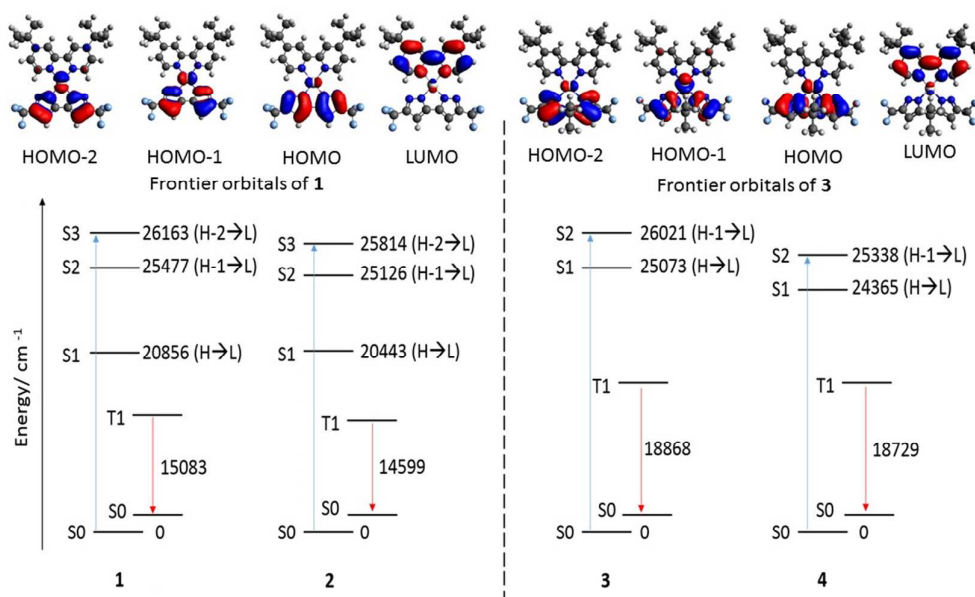 HOMO-2 HOMO-1 HOMO LUMO
Frontier orbitals of 1
HOMO-2 HOMO-1 HOMO LUMO
Frontier orbitals of 3
Energy/ cm -1
S3 26163 (H-2→L)
S2 25477 (H-1→L)
S1 20856 (H→L)
T1
15083
S0
S0 0
1
S3 25814 (H-2→L)
S2 25126 (H-1→L)
S1 20443 (H→L)
T1
14599
S0
0
2
S2 26021 (H-1→L)
S1 25073 (H→L)
T1
18868
S0
S0 0
3
S2 25338 (H-1→L)
S1 24365 (H→L)
T1
18729
S0
S0 0
4